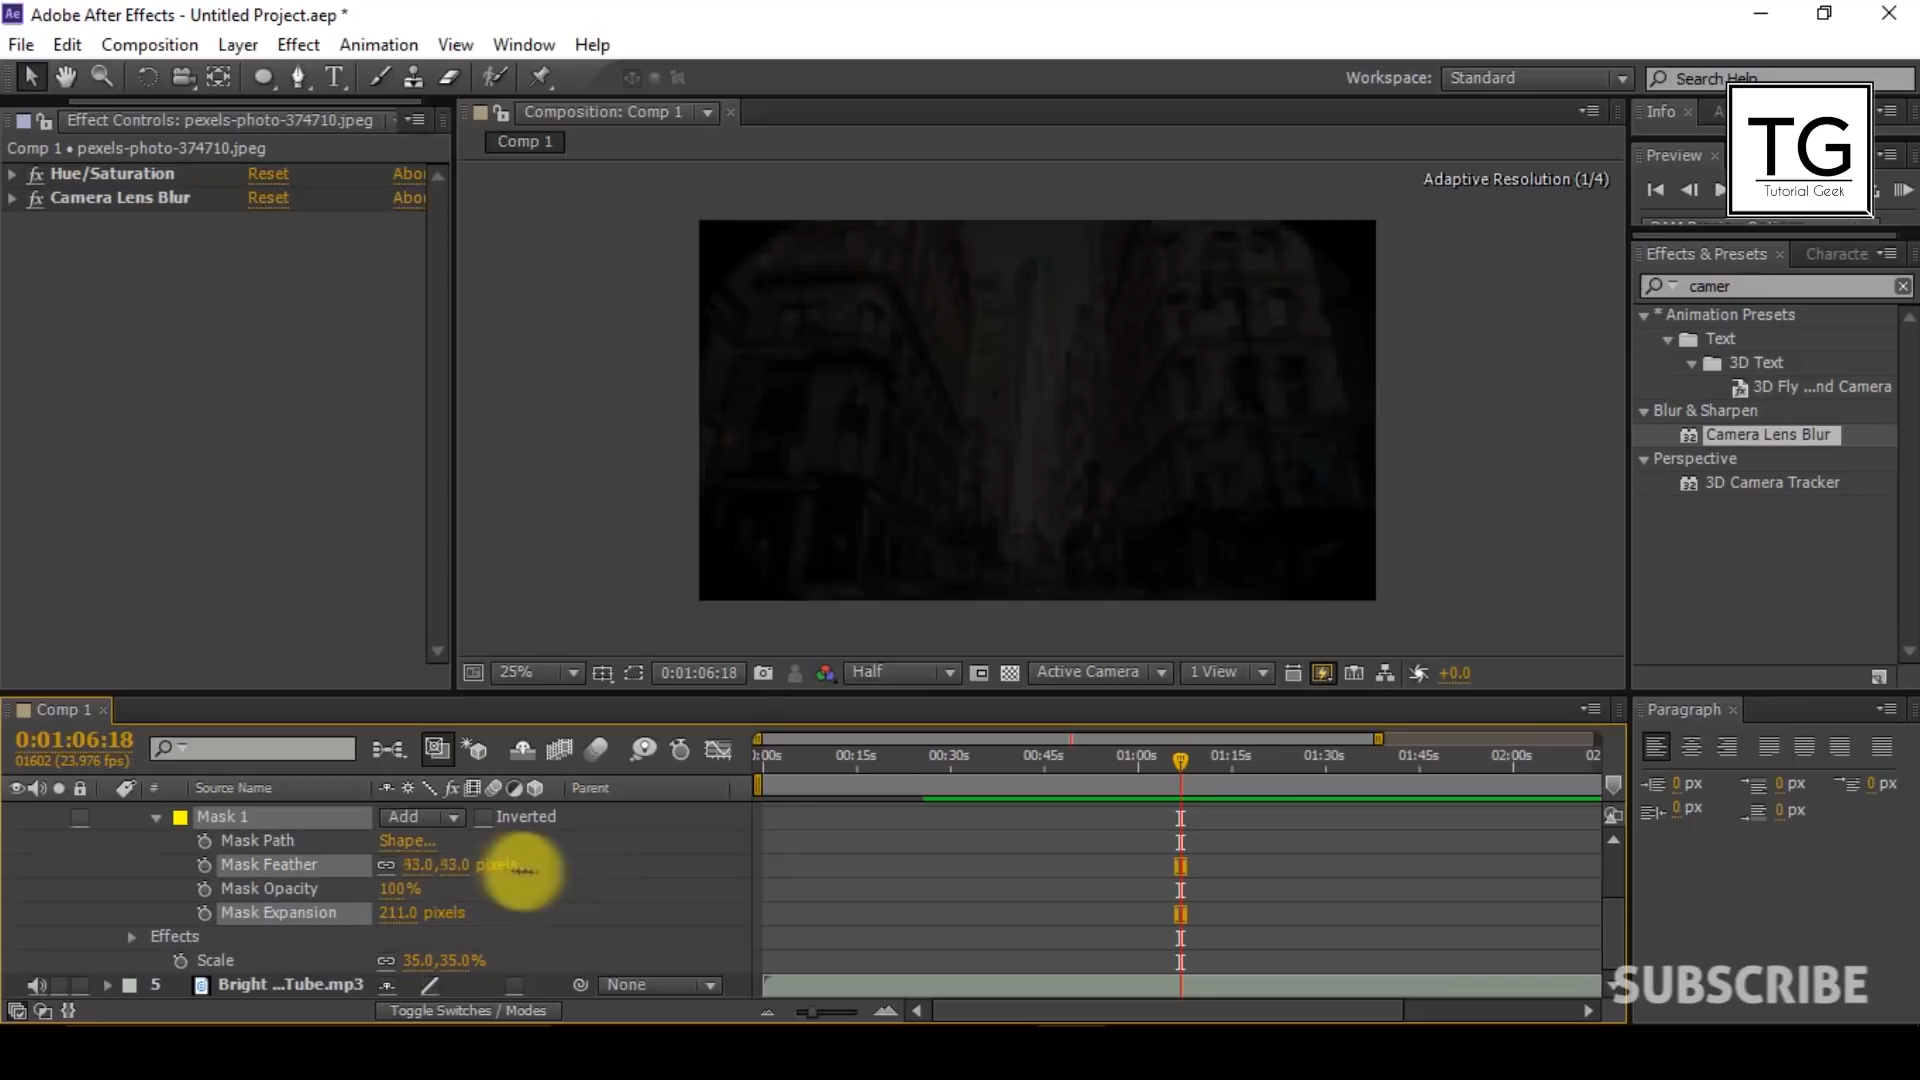 Adobe After Effects - Untitled Project.aep *
File Edit Composition Layer Effect Animation View Window Help
Workspace: Standard Search Help
Effect Controls: pexels-photo-374710.jpeg
Comp 1 • pexels-photo-374710.jpeg
Hue/Saturation Reset Abou
Camera Lens Blur Reset Abou
Composition: Comp 1
Comp 1
Adaptive Resolution (1/4)
25% 0:01:06:18 Half Active Camera 1 View +0.0
Info
Preview
TG
Tutorial Geek
Effects & Presets Characte
camer
* Animation Presets
Text
3D Text
3D Fly ...nd Camera
Blur & Sharpen
Camera Lens Blur
Perspective
3D Camera Tracker
Comp 1
0:01:06:18
01602 (23.976 fps)
:00s 00:15s 00:30s 00:45s 01:00s 01:15s 01:30s 01:45s 02:00s 02
# Source Name Parent
Mask 1 Add Inverted
Mask Path Shape...
Mask Feather 43.0,43.0 pixels
Mask Opacity 100%
Mask Expansion 211.0 pixels
Effects
Scale 35.0,35.0%
5 Bright ...Tube.mp3 None
Toggle Switches / Modes
Paragraph
0 px 0 px 0 px
0 px 0 px
SUBSCRIBE